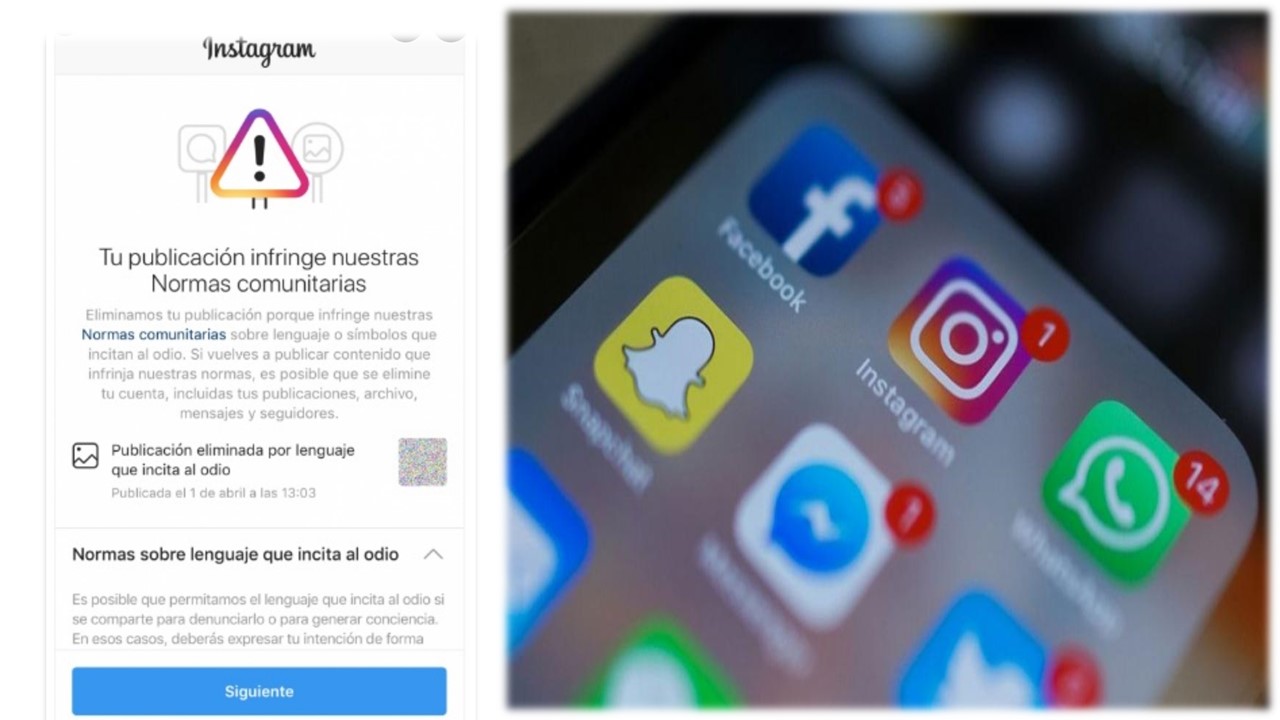 Instagram
Tu publicación infringe nuestras
Normas comunitarias
Eliminamos tu publicación porque infringe nuestras
Normas comunitarias sobre lenguaje o símbolos que
incitan al odio. Si vuelves a publicar contenido que
infrinja nuestras normas, es posible que se elimine
tu cuenta, incluidas tus publicaciones, archivo,
mensajes y seguidores.
Publicación eliminada por lenguaje
que incita al odio
Publicada el 1 de abril a las 13:03
Normas sobre lenguaje que incita al odio
Es posible que permitamos el lenguaje que incita al odio si
se comparte para denunciarlo o para generar conciencia.
En esos casos, deberás expresar tu intención de forma
Siguiente
Facebook
Instagram
1
Snapchat
WhatsApp
14
Messenger
1